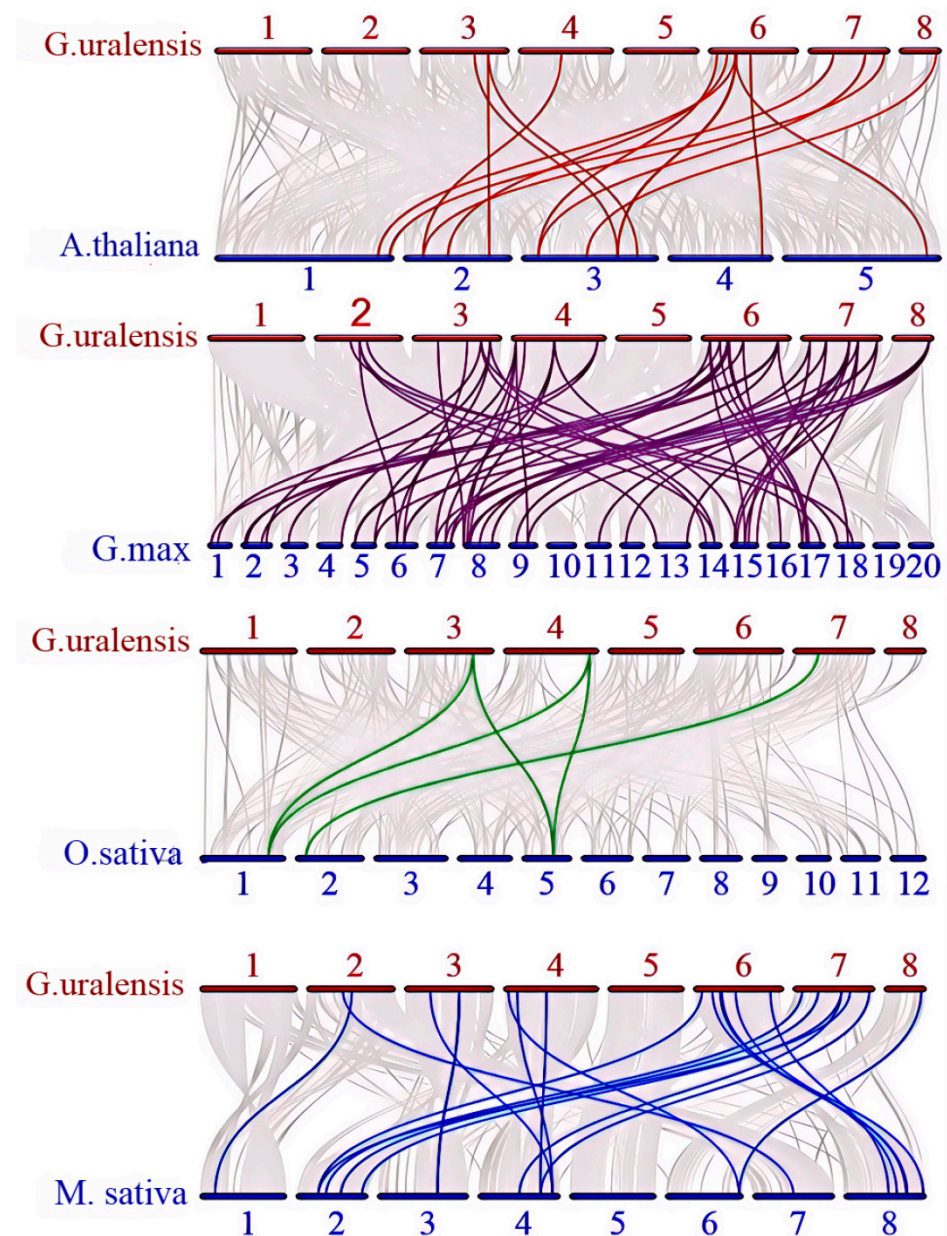 1 2 3 4 5 6 7 8
G.uralensis
A.thaliana
1 2 3 4 5
1 2 3 4 5 6 7 8
G.uralensis
G.max
1 2 3 4 5 6 7 8 9 10 11 12 13 14 15 16 17 18 19 20
1 2 3 4 5 6 7 8
G.uralensis
O.sativa
1 2 3 4 5 6 7 8 9 10 11 12
1 2 3 4 5 6 7 8
G.uralensis
M. sativa
1 2 3 4 5 6 7 8